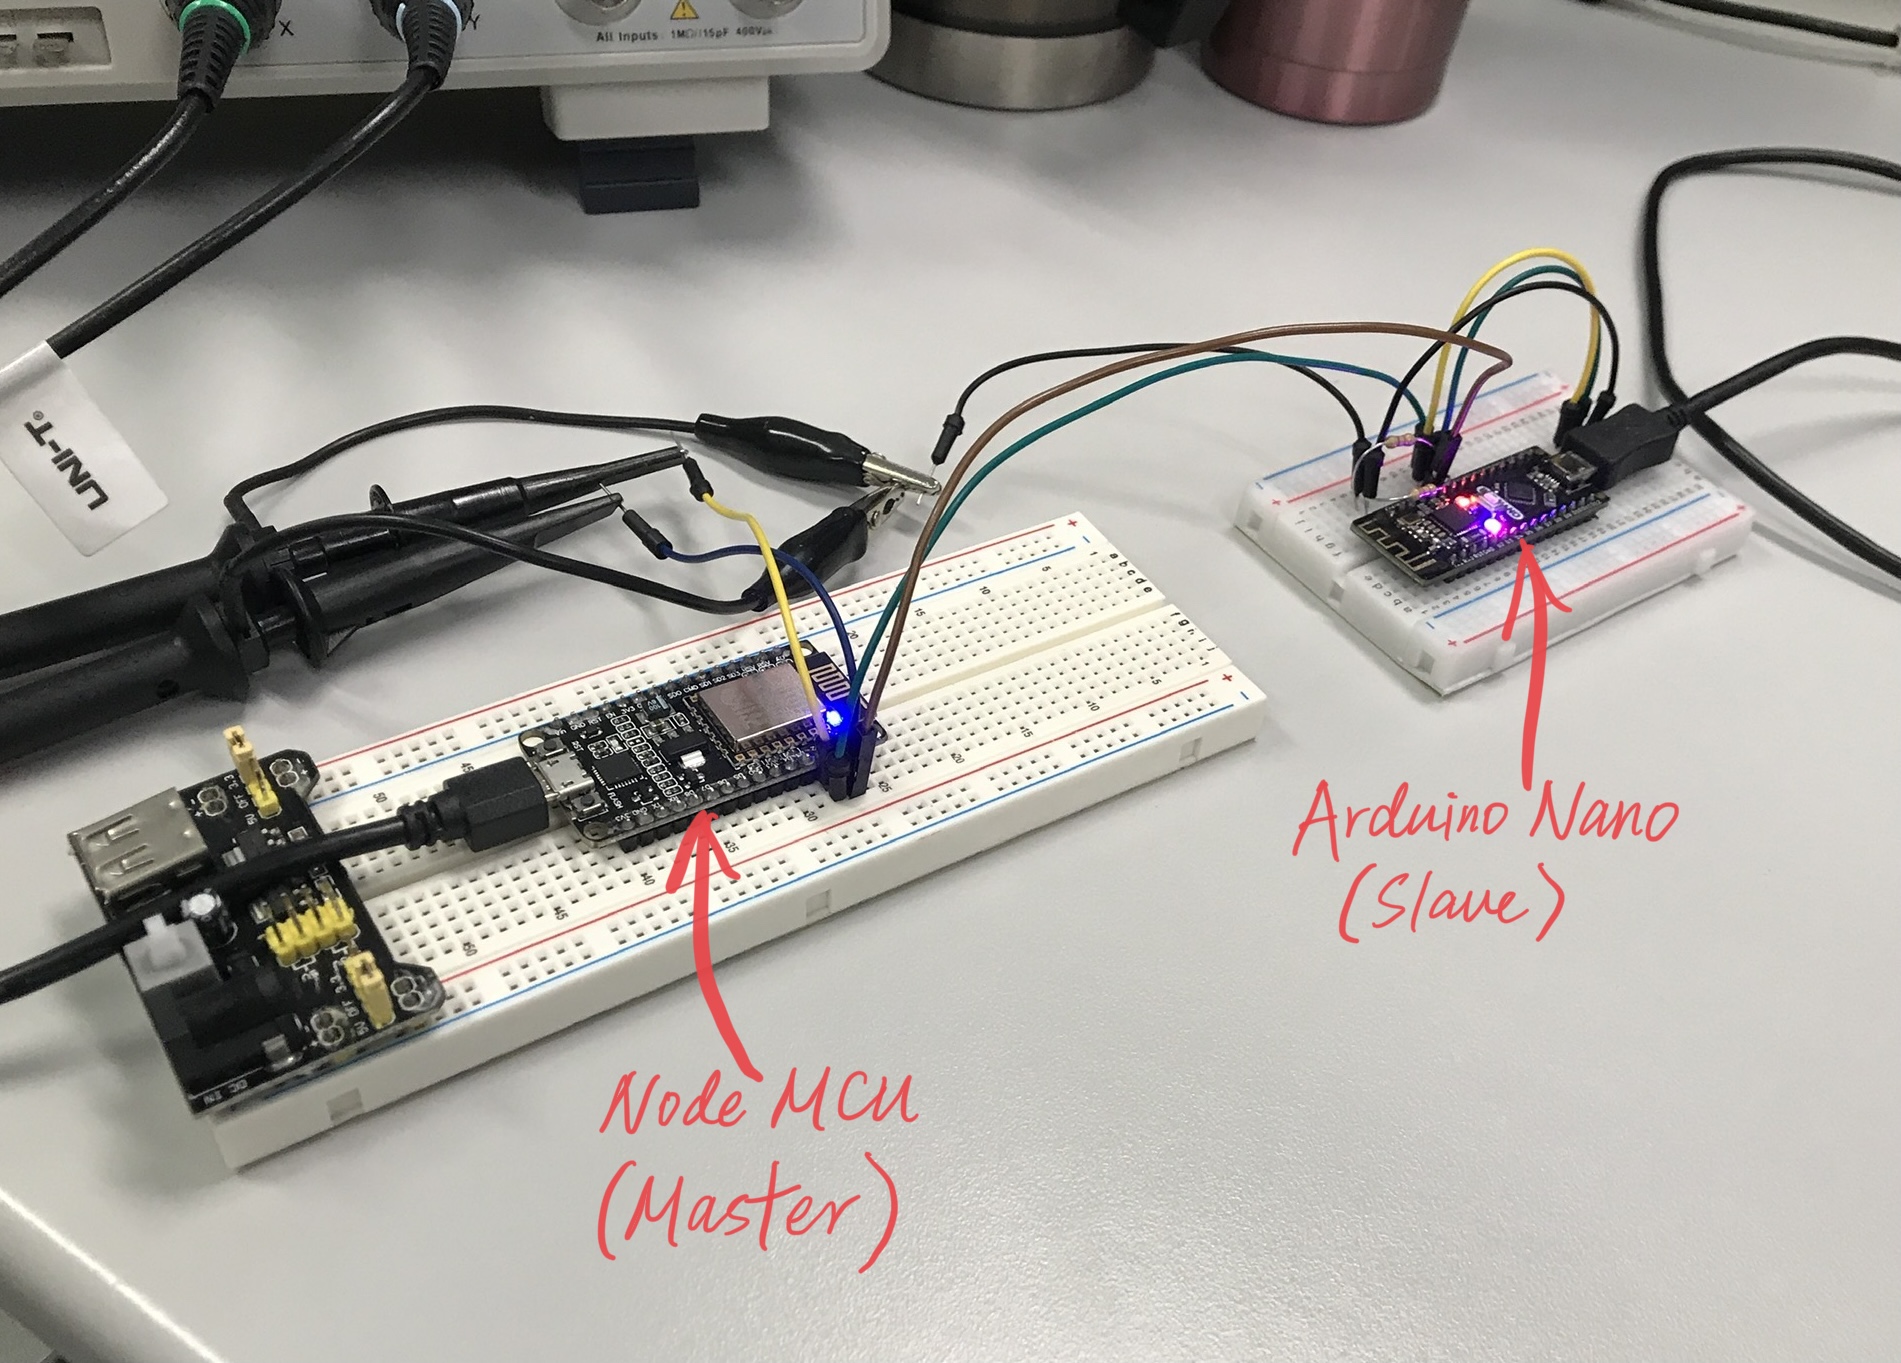 X
Y
All Inputs : 1MΩ//15pF 400Vpk
UNI-T®
Arduino Nano
(Slave)
Node MCU
(Master)